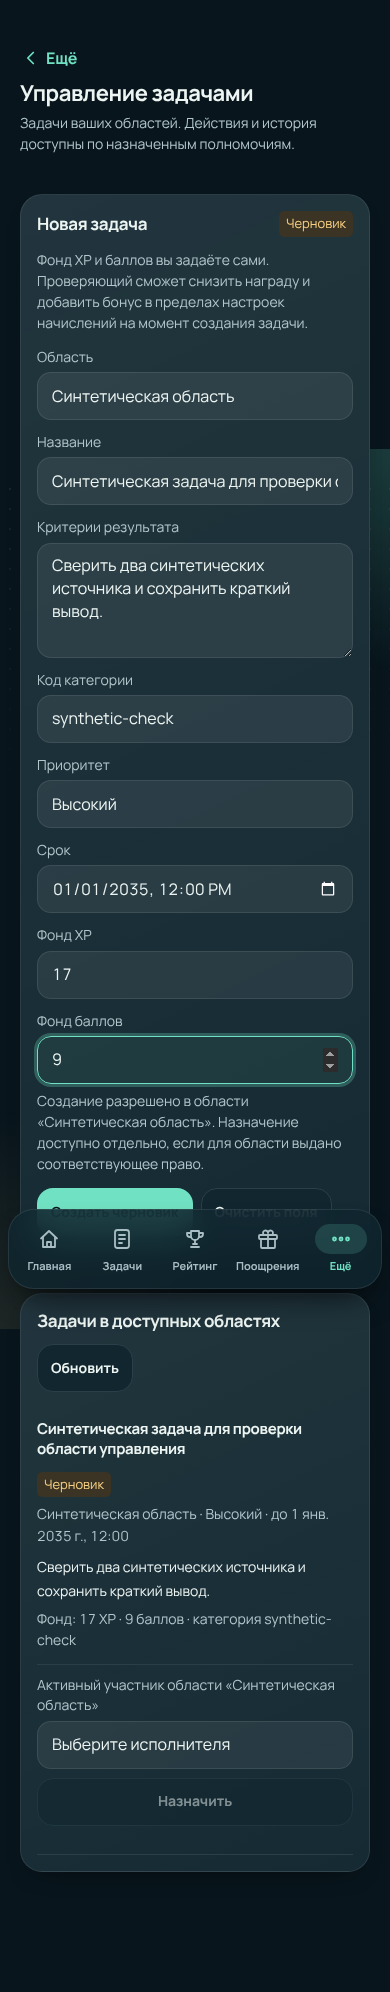 Ещё
Управление задачами
Задачи ваших областей. Действия и история
доступны по назначенным полномочиям.
Новая задача
Черновик
Фонд XP и баллов вы задаёте сами.
Проверяющий сможет снизить награду и
добавить бонус в пределах настроек
начислений на момент создания задачи.
Область
Синтетическая область
Название
Синтетическая задача для проверки
Критерии результата
Сверить два синтетических
источника и сохранить краткий
вывод.
Код категории
synthetic-check
Приоритет
Высокий
Срок
01/01/2035, 12:00 PM
Фонд XP
17
Фонд баллов
9
Создание разрешено в области
«Синтетическая область». Назначение
доступно отдельно, если для области выдано
соответствующее право.
Создать черновик
Очистить поля
Главная
Задачи
Рейтинг
Поощрения
Ещё
Задачи в доступных областях
Обновить
Синтетическая задача для проверки
области управления
Черновик
Синтетическая область · Высокий · до 1 янв.
2035 г., 12:00
Сверить два синтетических источника и
сохранить краткий вывод.
Фонд: 17 XP · 9 баллов · категория synthetic-
check
Активный участник области «Синтетическая
область»
Выберите исполнителя
Назначить